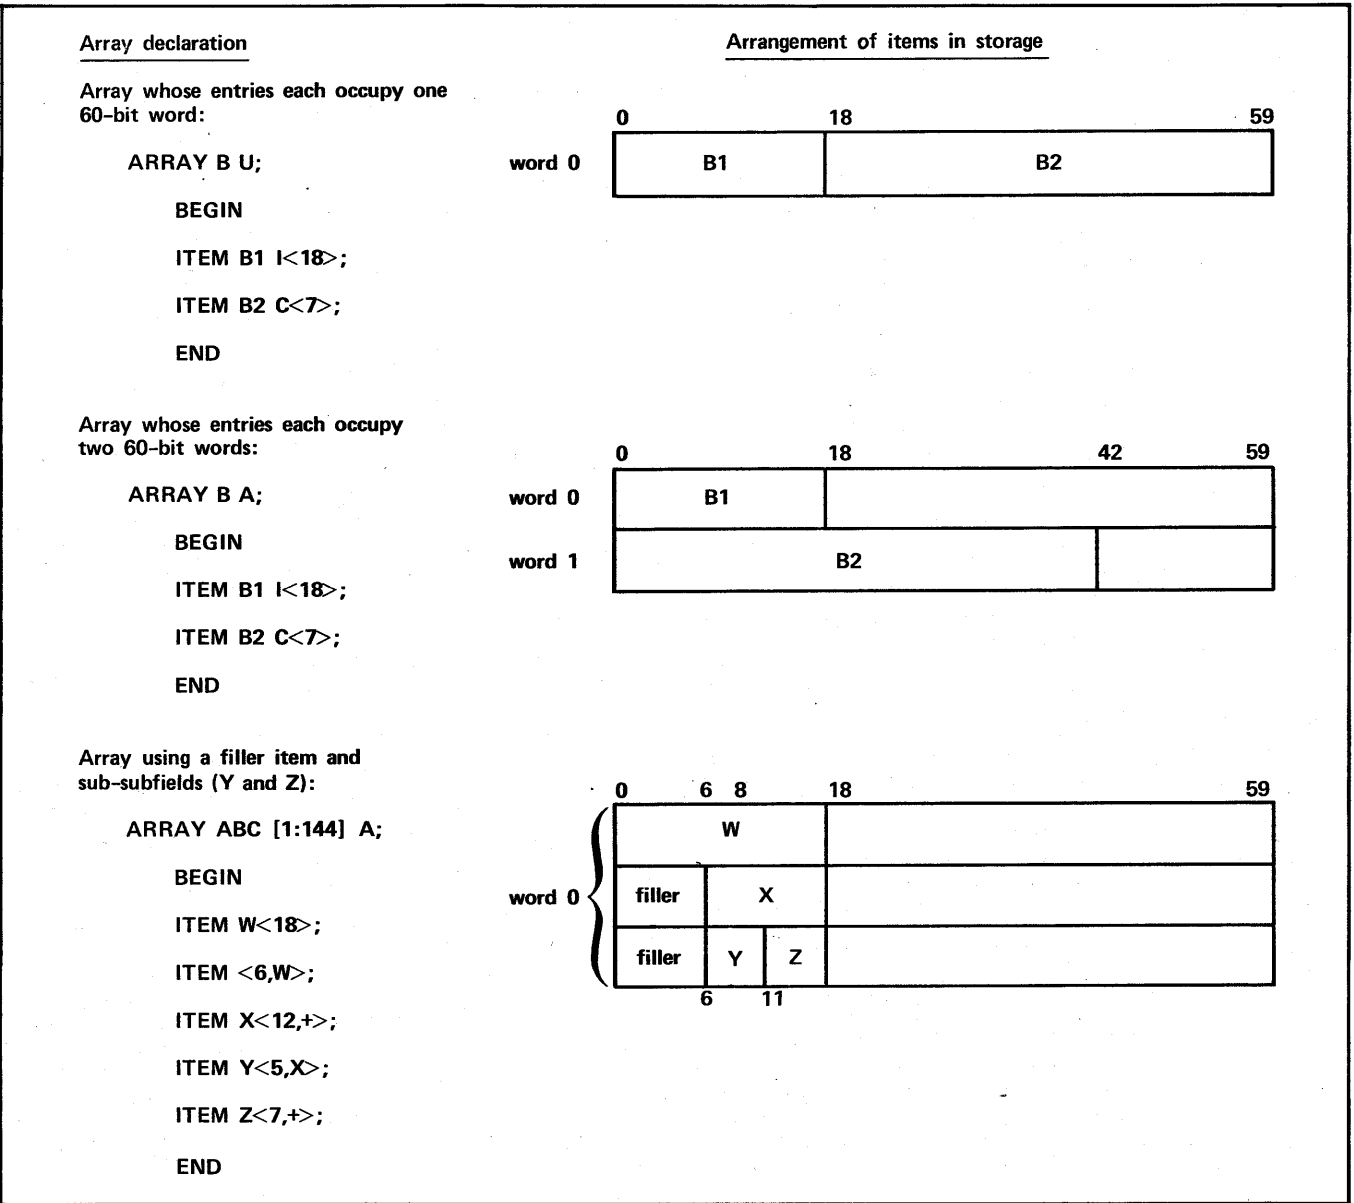 Array declaration
Arrangement of items in storage
Array whose entries each occupy one
60-bit word:
0 18 59
ARRAY B U;
word 0 B1 B2
BEGIN
ITEM B1 I<18>;
ITEM B2 C<7>;
END
Array whose entries each occupy
two 60-bit words:
0 18 42 59
ARRAY B A;
word 0 B1
BEGIN
word 1 B2
ITEM B1 I<18>;
ITEM B2 C<7>;
END
Array using a filler item and
sub-subfields (Y and Z):
0 6 8 18 59
ARRAY ABC [1:144] A;
W
BEGIN
word 0 filler X
ITEM W<18>;
filler Y Z
ITEM <6,W>;
6 11
ITEM X<12,+>;
ITEM Y<5,X>;
ITEM Z<7,+>;
END